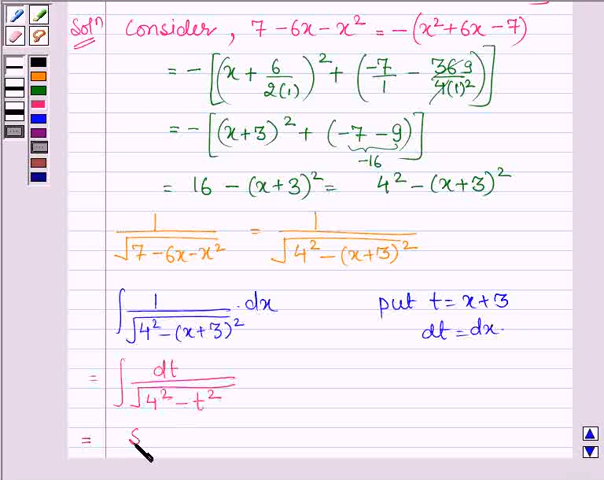 Solⁿ Consider, 7 - 6x - x² = -(x² + 6x - 7)
= -[(x + 6/2(1))² + (-7/1 - 36 9/4(1)²)]
= -[(x+3)² + (-7 - 9)]
-16
= 16 - (x+3)² = 4² - (x+3)²
1/√(7 - 6x - x²) = 1/√(4² - (x+3)²)
∫ 1/√(4² - (x+3)²) · dx put t = x+3
dt = dx.
= ∫ dt/√(4² - t²)
= S